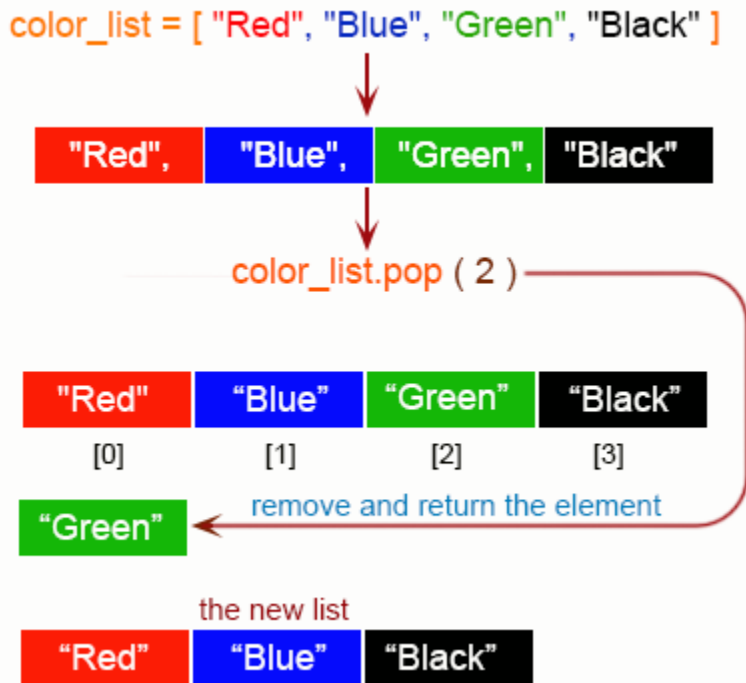 color_list = [ "Red", "Blue", "Green", "Black" ]
"Red", "Blue", "Green", "Black"
color_list.pop ( 2 )
"Red" “Blue” “Green” “Black”
[0] [1] [2] [3]
remove and return the element
“Green”
the new list
“Red” “Blue” “Black”